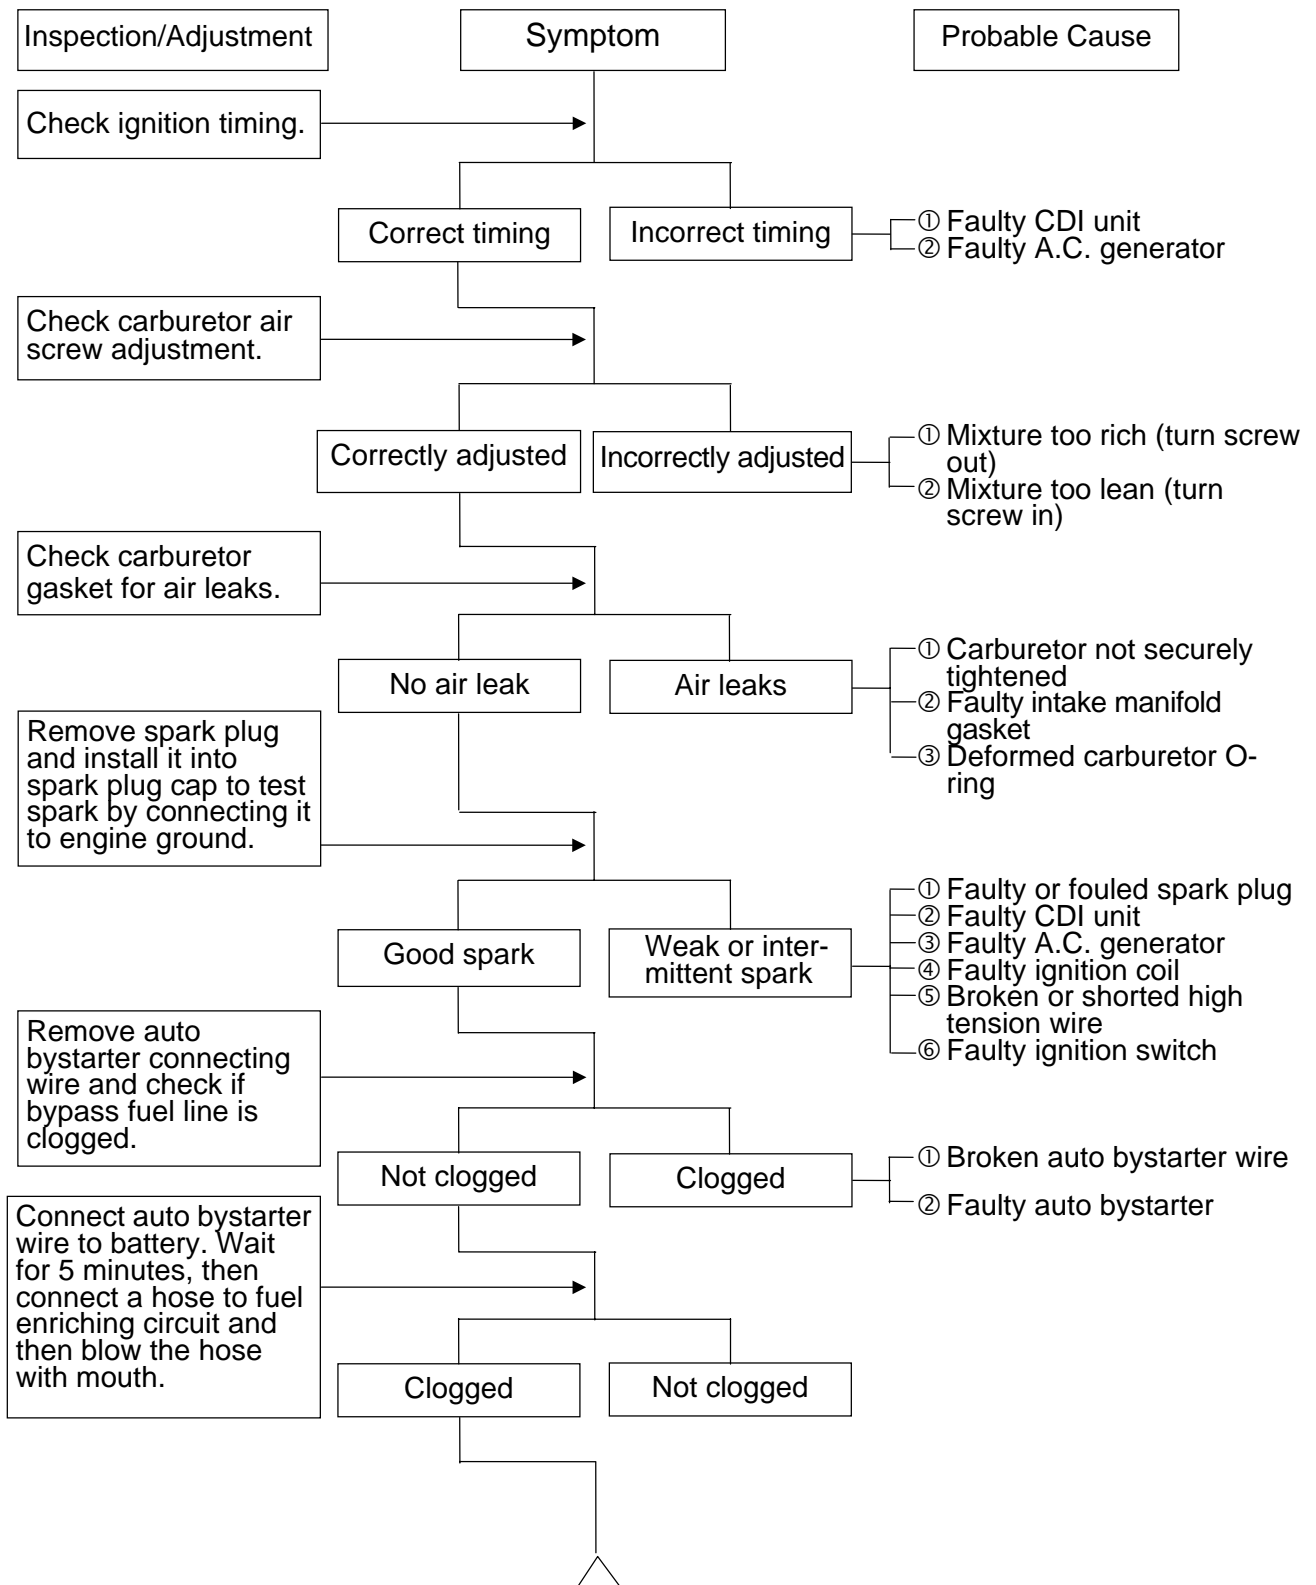 Inspection/Adjustment
Symptom
Probable Cause
Check ignition timing.
Correct timing
Incorrect timing
① Faulty CDI unit
② Faulty A.C. generator
Check carburetor air
screw adjustment.
Correctly adjusted
Incorrectly adjusted
① Mixture too rich (turn screw
out)
② Mixture too lean (turn
screw in)
Check carburetor
gasket for air leaks.
No air leak
Air leaks
① Carburetor not securely
tightened
② Faulty intake manifold
gasket
③ Deformed carburetor O-
ring
Remove spark plug
and install it into
spark plug cap to test
spark by connecting it
to engine ground.
Good spark
Weak or inter-
mittent spark
① Faulty or fouled spark plug
② Faulty CDI unit
③ Faulty A.C. generator
④ Faulty ignition coil
⑤ Broken or shorted high
tension wire
⑥ Faulty ignition switch
Remove auto
bystarter connecting
wire and check if
bypass fuel line is
clogged.
Not clogged
Clogged
① Broken auto bystarter wire
② Faulty auto bystarter
Connect auto bystarter
wire to battery. Wait
for 5 minutes, then
connect a hose to fuel
enriching circuit and
then blow the hose
with mouth.
Clogged
Not clogged